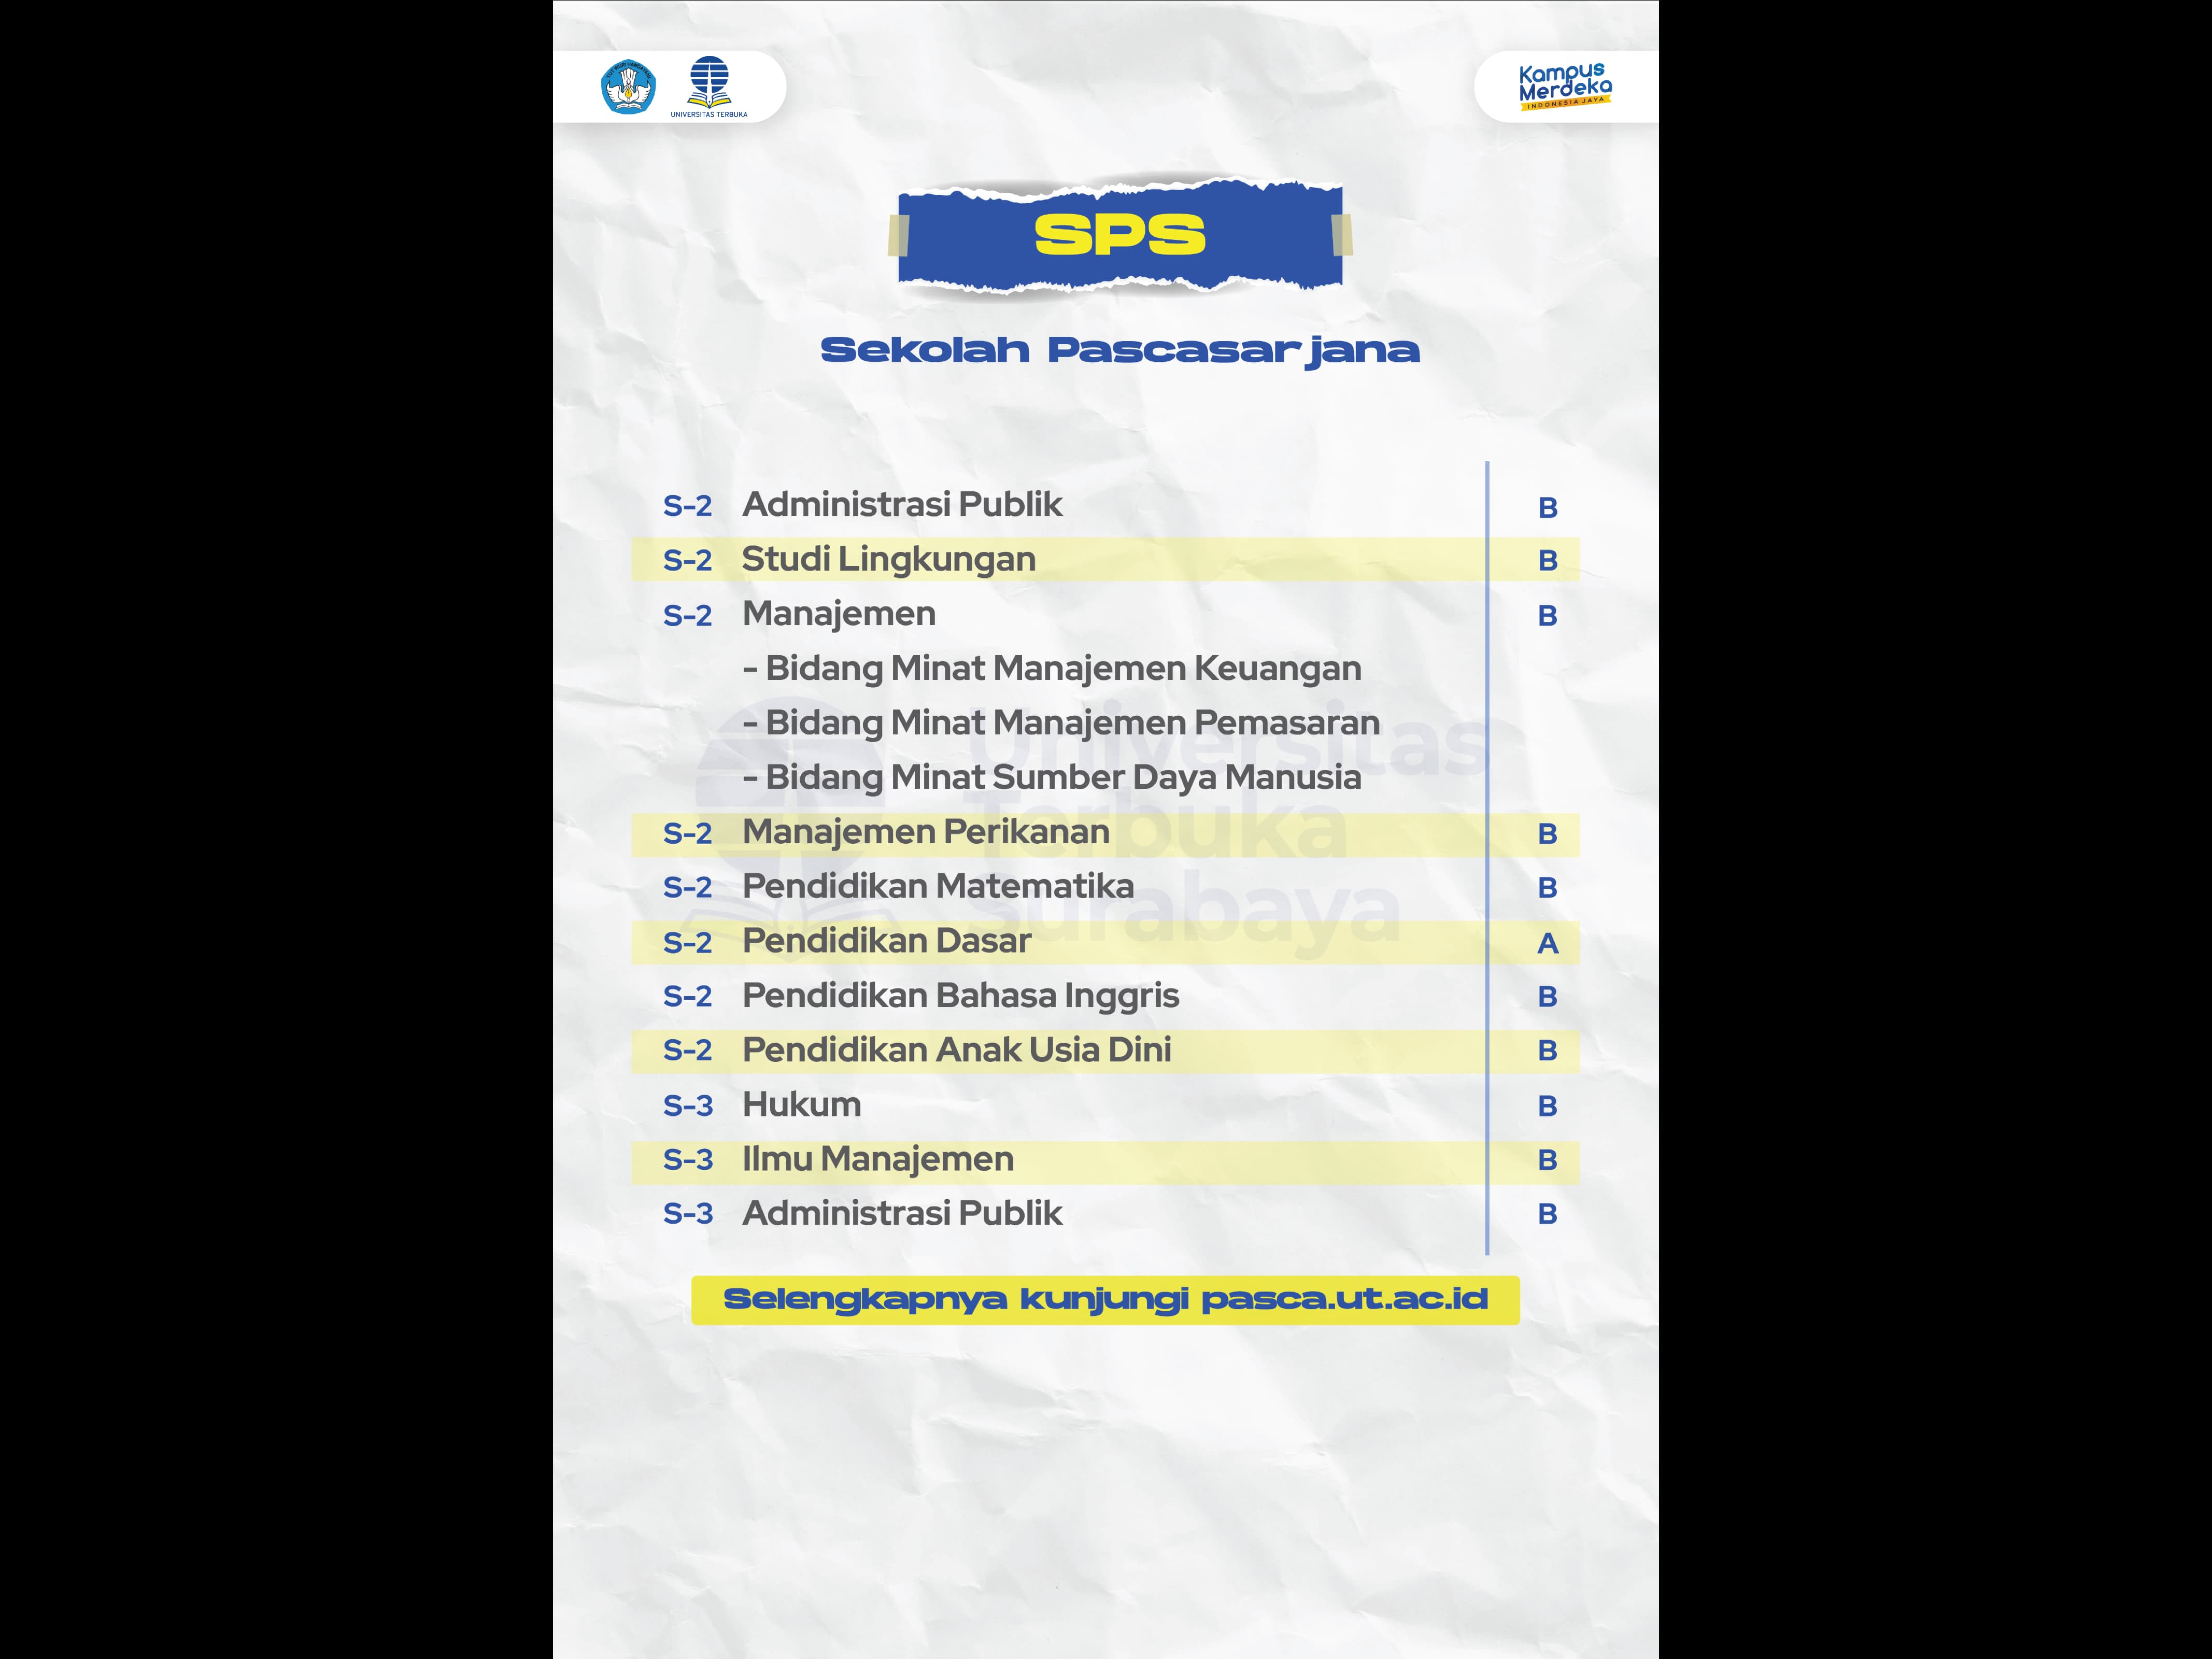 TUT WURI HANDAYANI
UNIVERSITAS TERBUKA
Kampus
Merdeka
INDONESIA JAYA
SPS
Sekolah Pascasarjana
S-2 Administrasi Publik B
S-2 Studi Lingkungan B
S-2 Manajemen B
- Bidang Minat Manajemen Keuangan
- Bidang Minat Manajemen Pemasaran
- Bidang Minat Sumber Daya Manusia
S-2 Manajemen Perikanan B
S-2 Pendidikan Matematika B
S-2 Pendidikan Dasar A
S-2 Pendidikan Bahasa Inggris B
S-2 Pendidikan Anak Usia Dini B
S-3 Hukum B
S-3 Ilmu Manajemen B
S-3 Administrasi Publik B
Universitas
Terbuka
Surabaya
Selengkapnya kunjungi pasca.ut.ac.id